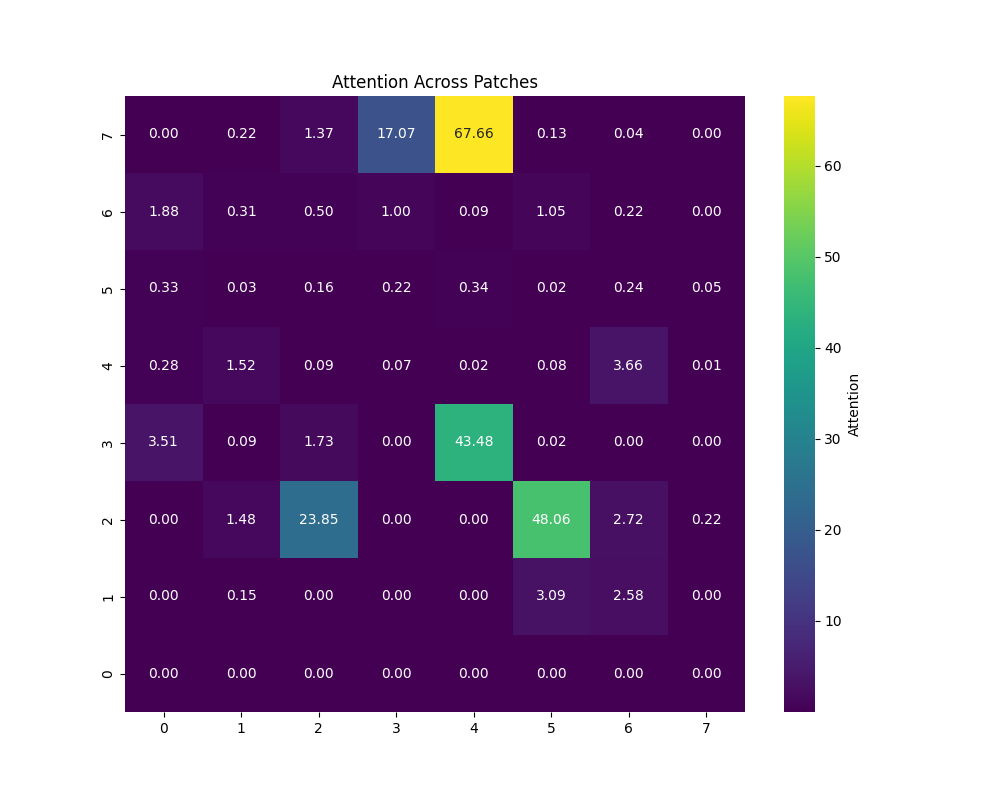 Attention Across Patches
7 0.00 0.22 1.37 17.07 67.66 0.13 0.04 0.00
60
6 1.88 0.31 0.50 1.00 0.09 1.05 0.22 0.00
50
5 0.33 0.03 0.16 0.22 0.34 0.02 0.24 0.05
40
4 0.28 1.52 0.09 0.07 0.02 0.08 3.66 0.01
Attention
3 3.51 0.09 1.73 0.00 43.48 0.02 0.00 0.00
30
2 0.00 1.48 23.85 0.00 0.00 48.06 2.72 0.22
20
1 0.00 0.15 0.00 0.00 0.00 3.09 2.58 0.00
10
0 0.00 0.00 0.00 0.00 0.00 0.00 0.00 0.00
0 1 2 3 4 5 6 7